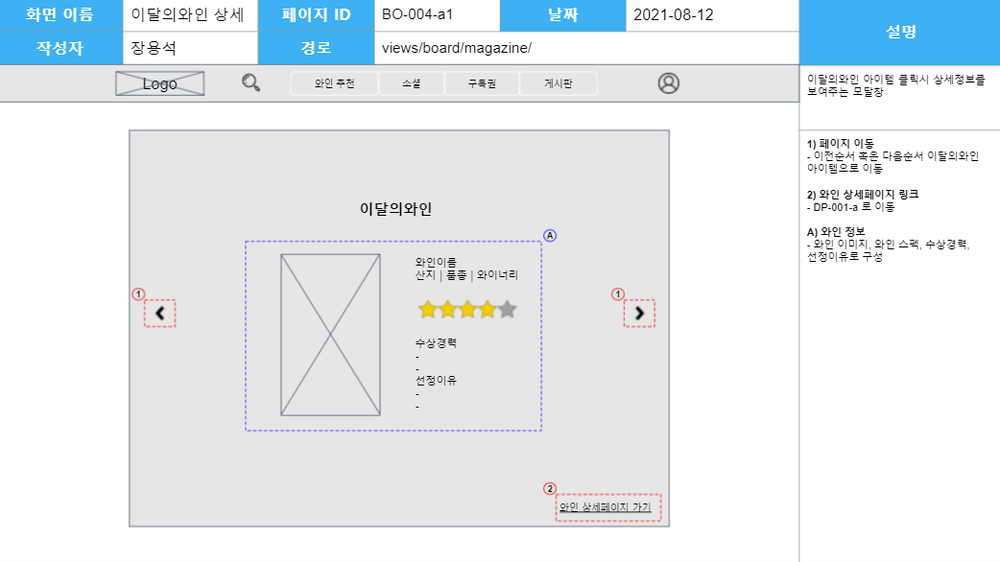 화면 이름
이달의와인 상세
페이지 ID
BO-004-a1
날짜
2021-08-12
작성자
장용석
경로
views/board/magazine/
설명
Logo
와인 추천
소셜
구독권
게시판
이달의와인 아이템 클릭시 상세정보를
보여주는 모달창
이달의와인
A
와인이름
산지 | 품종 | 와이너리
1
1
수상경력
-
-
선정이유
-
-
2
와인 상세페이지 가기
1) 페이지 이동
- 이전순서 혹은 다음순서 이달의와인
아이템으로 이동
2) 와인 상세페이지 링크
- DP-001-a 로 이동
A) 와인 정보
- 와인 이미지, 와인 스펙, 수상경력,
선정이유로 구성